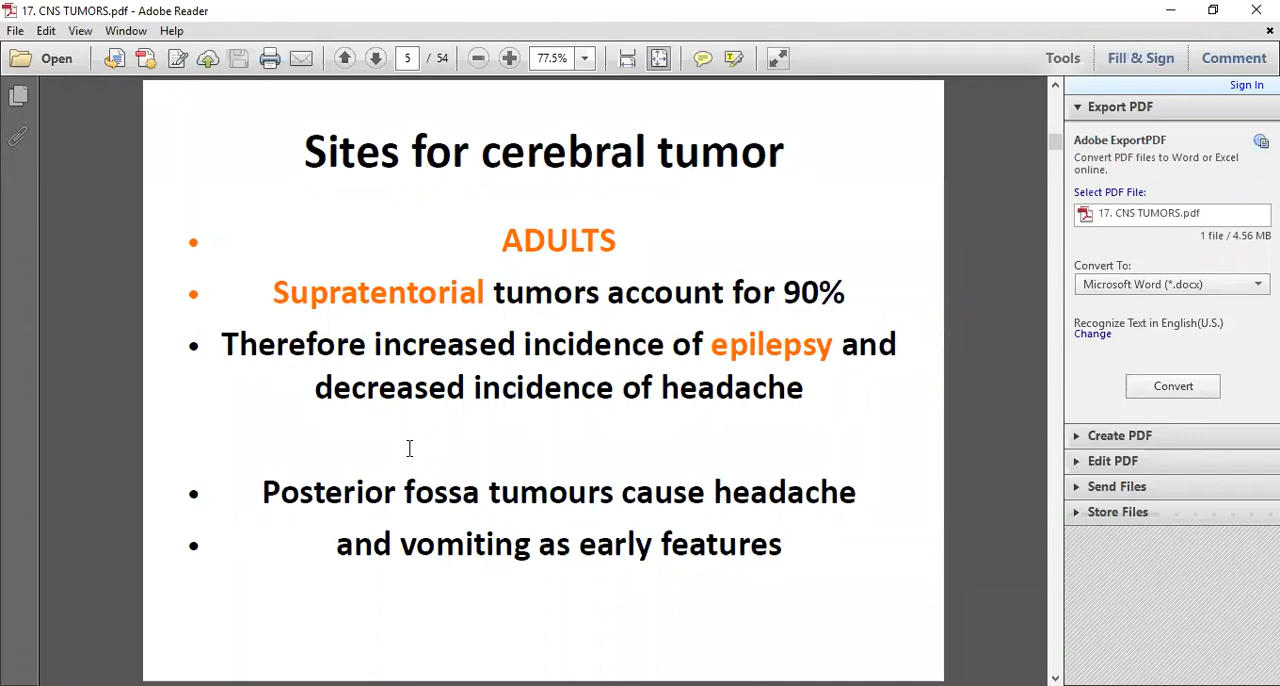 17. CNS TUMORS.pdf - Adobe Reader
File Edit View Window Help
Open 5 / 54 77.5% Tools Fill & Sign Comment
Sign In
Export PDF
Adobe ExportPDF
Convert PDF files to Word or Excel
online.
Select PDF File:
17. CNS TUMORS.pdf
1 file / 4.56 MB
Convert To:
Microsoft Word (*.docx)
Recognize Text in English(U.S.)
Change
Convert
Create PDF
Edit PDF
Send Files
Store Files
Sites for cerebral tumor
• ADULTS
• Supratentorial tumors account for 90%
• Therefore increased incidence of epilepsy and
decreased incidence of headache
• Posterior fossa tumours cause headache
• and vomiting as early features